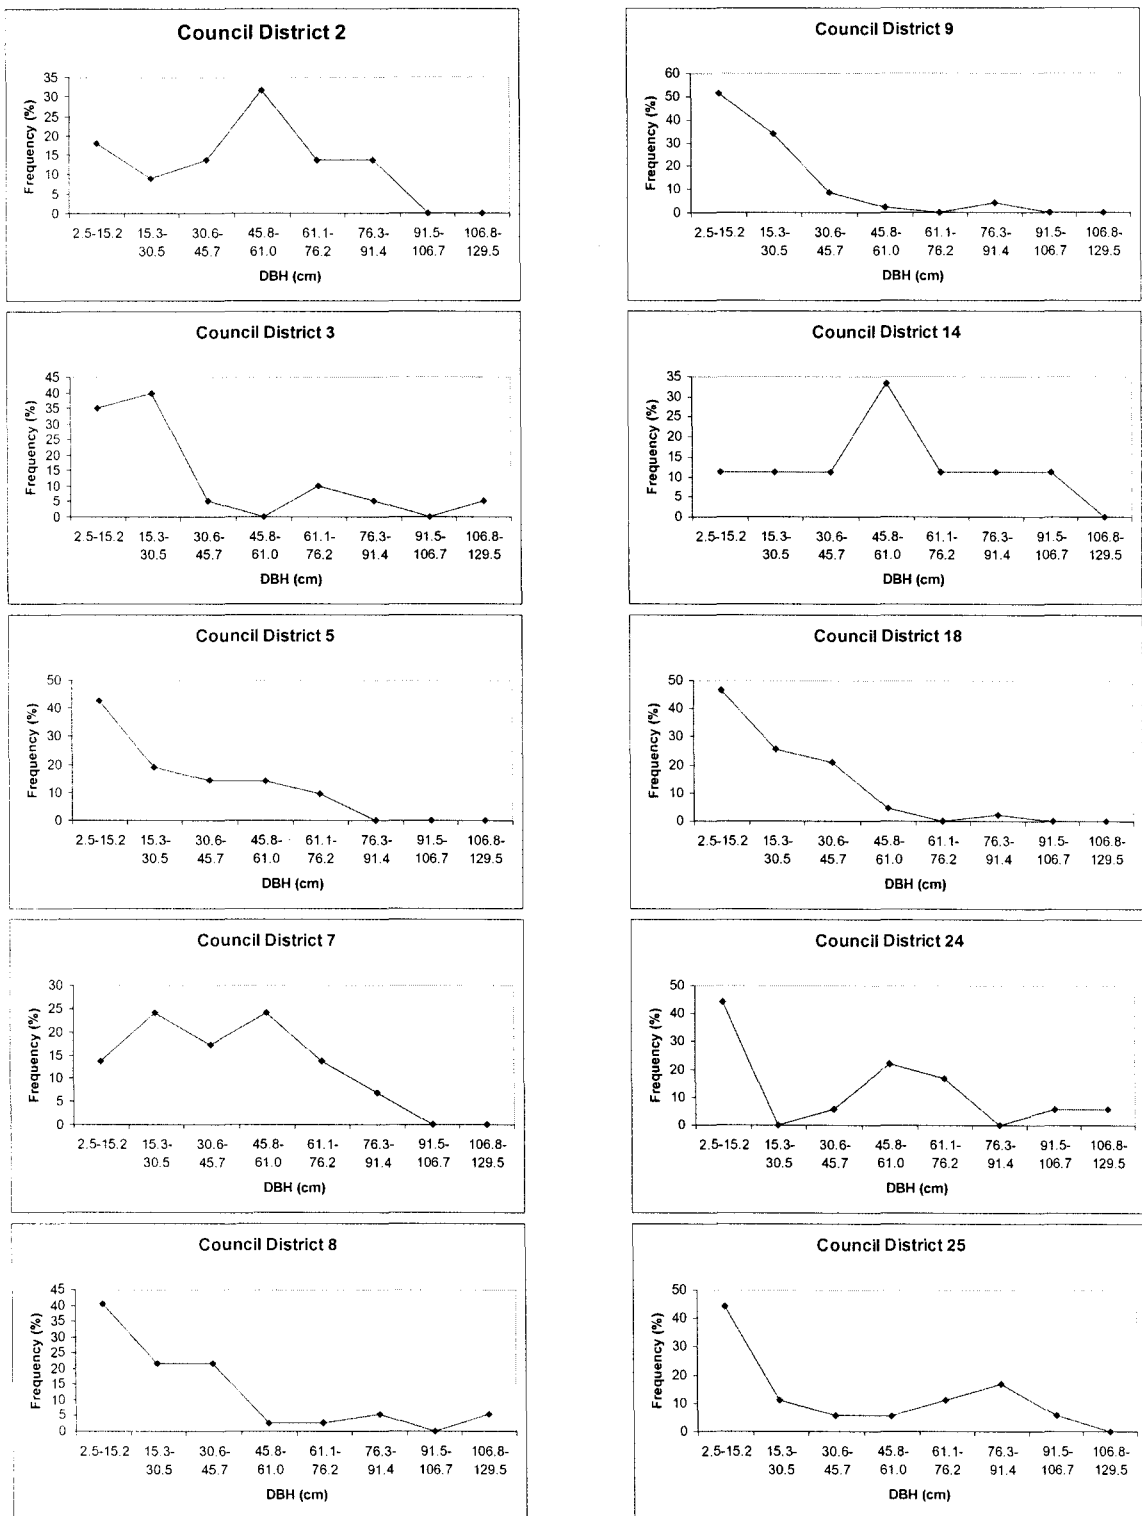 Council District 2
Frequency (%)
35
30
25
20
15
10
5
0
2.5-15.2 15.3- 30.6- 45.8- 61.1- 76.3- 91.5- 106.8-
30.5 45.7 61.0 76.2 91.4 106.7 129.5
DBH (cm)
Council District 3
Frequency (%)
45
40
35
30
25
20
15
10
5
0
2.5-15.2 15.3- 30.6- 45.8- 61.1- 76.3- 91.5- 106.8-
30.5 45.7 61.0 76.2 91.4 106.7 129.5
DBH (cm)
Council District 5
Frequency (%)
50
40
30
20
10
0
2.5-15.2 15.3- 30.6- 45.8- 61.1- 76.3- 91.5- 106.8-
30.5 45.7 61.0 76.2 91.4 106.7 129.5
DBH (cm)
Council District 7
Frequency (%)
30
25
20
15
10
5
0
2.5-15.2 15.3- 30.6- 45.8- 61.1- 76.3- 91.5- 106.8-
30.5 45.7 61.0 76.2 91.4 106.7 129.5
DBH (cm)
Council District 8
Frequency (%)
45
40
35
30
25
20
15
10
5
0
2.5-15.2 15.3- 30.6- 45.8- 61.1- 76.3- 91.5- 106.8-
30.5 45.7 61.0 76.2 91.4 106.7 129.5
DBH (cm)
Council District 9
Frequency (%)
60
50
40
30
20
10
0
2.5-15.2 15.3- 30.6- 45.8- 61.1- 76.3- 91.5- 106.8-
30.5 45.7 61.0 76.2 91.4 106.7 129.5
DBH (cm)
Council District 14
Frequency (%)
35
30
25
20
15
10
5
0
2.5-15.2 15.3- 30.6- 45.8- 61.1- 76.3- 91.5- 106.8-
30.5 45.7 61.0 76.2 91.4 106.7 129.5
DBH (cm)
Council District 18
Frequency (%)
50
40
30
20
10
0
2.5-15.2 15.3- 30.6- 45.8- 61.1- 76.3- 91.5- 106.8-
30.5 45.7 61.0 76.2 91.4 106.7 129.5
DBH (cm)
Council District 24
Frequency (%)
50
40
30
20
10
0
2.5-15.2 15.3- 30.6- 45.8- 61.1- 76.3- 91.5- 106.8-
30.5 45.7 61.0 76.2 91.4 106.7 129.5
DBH (cm)
Council District 25
Frequency (%)
50
40
30
20
10
0
2.5-15.2 15.3- 30.6- 45.8- 61.1- 76.3- 91.5- 106.8-
30.5 45.7 61.0 76.2 91.4 106.7 129.5
DBH (cm)